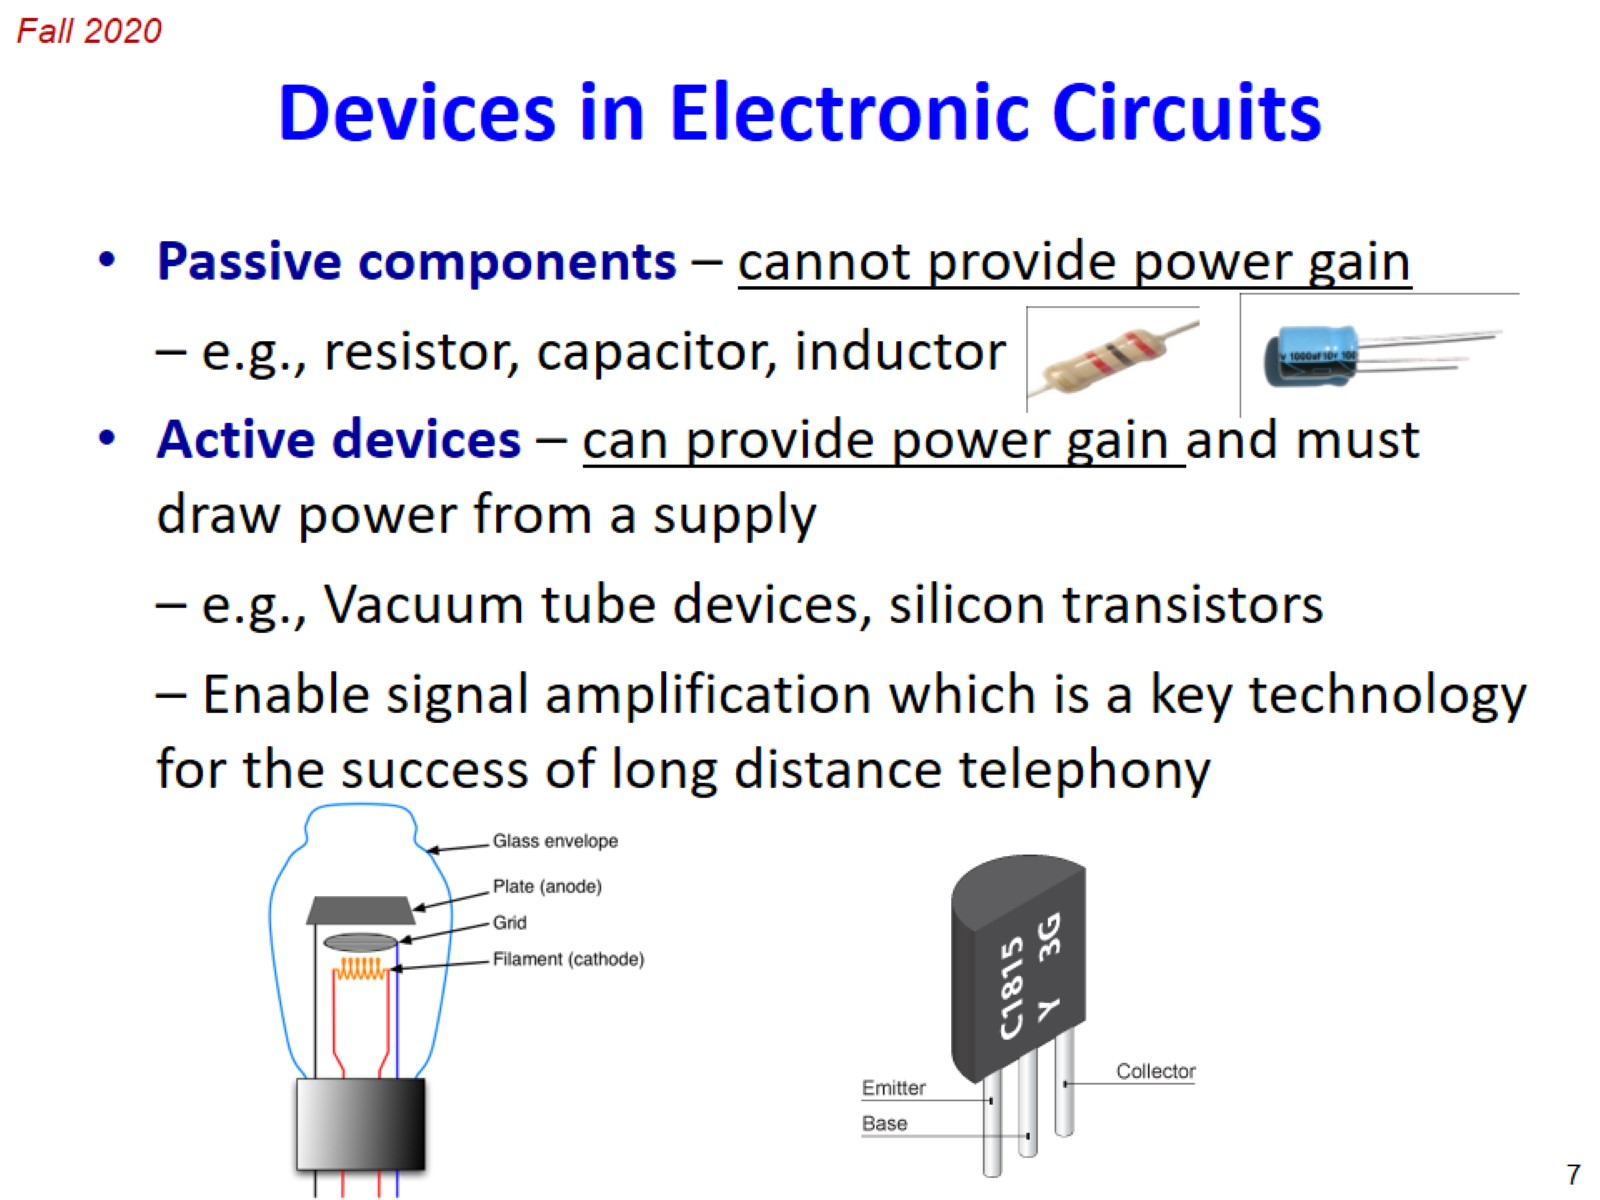 Fall 2020
Devices in Electronic Circuits
• Passive components – cannot provide power gain
– e.g., resistor, capacitor, inductor
V 1000uF10V 100
• Active devices – can provide power gain and must
draw power from a supply
– e.g., Vacuum tube devices, silicon transistors
– Enable signal amplification which is a key technology
for the success of long distance telephony
Glass envelope
Plate (anode)
Grid
Filament (cathode)
C1815
Y 3G
Emitter
Base
Collector
7